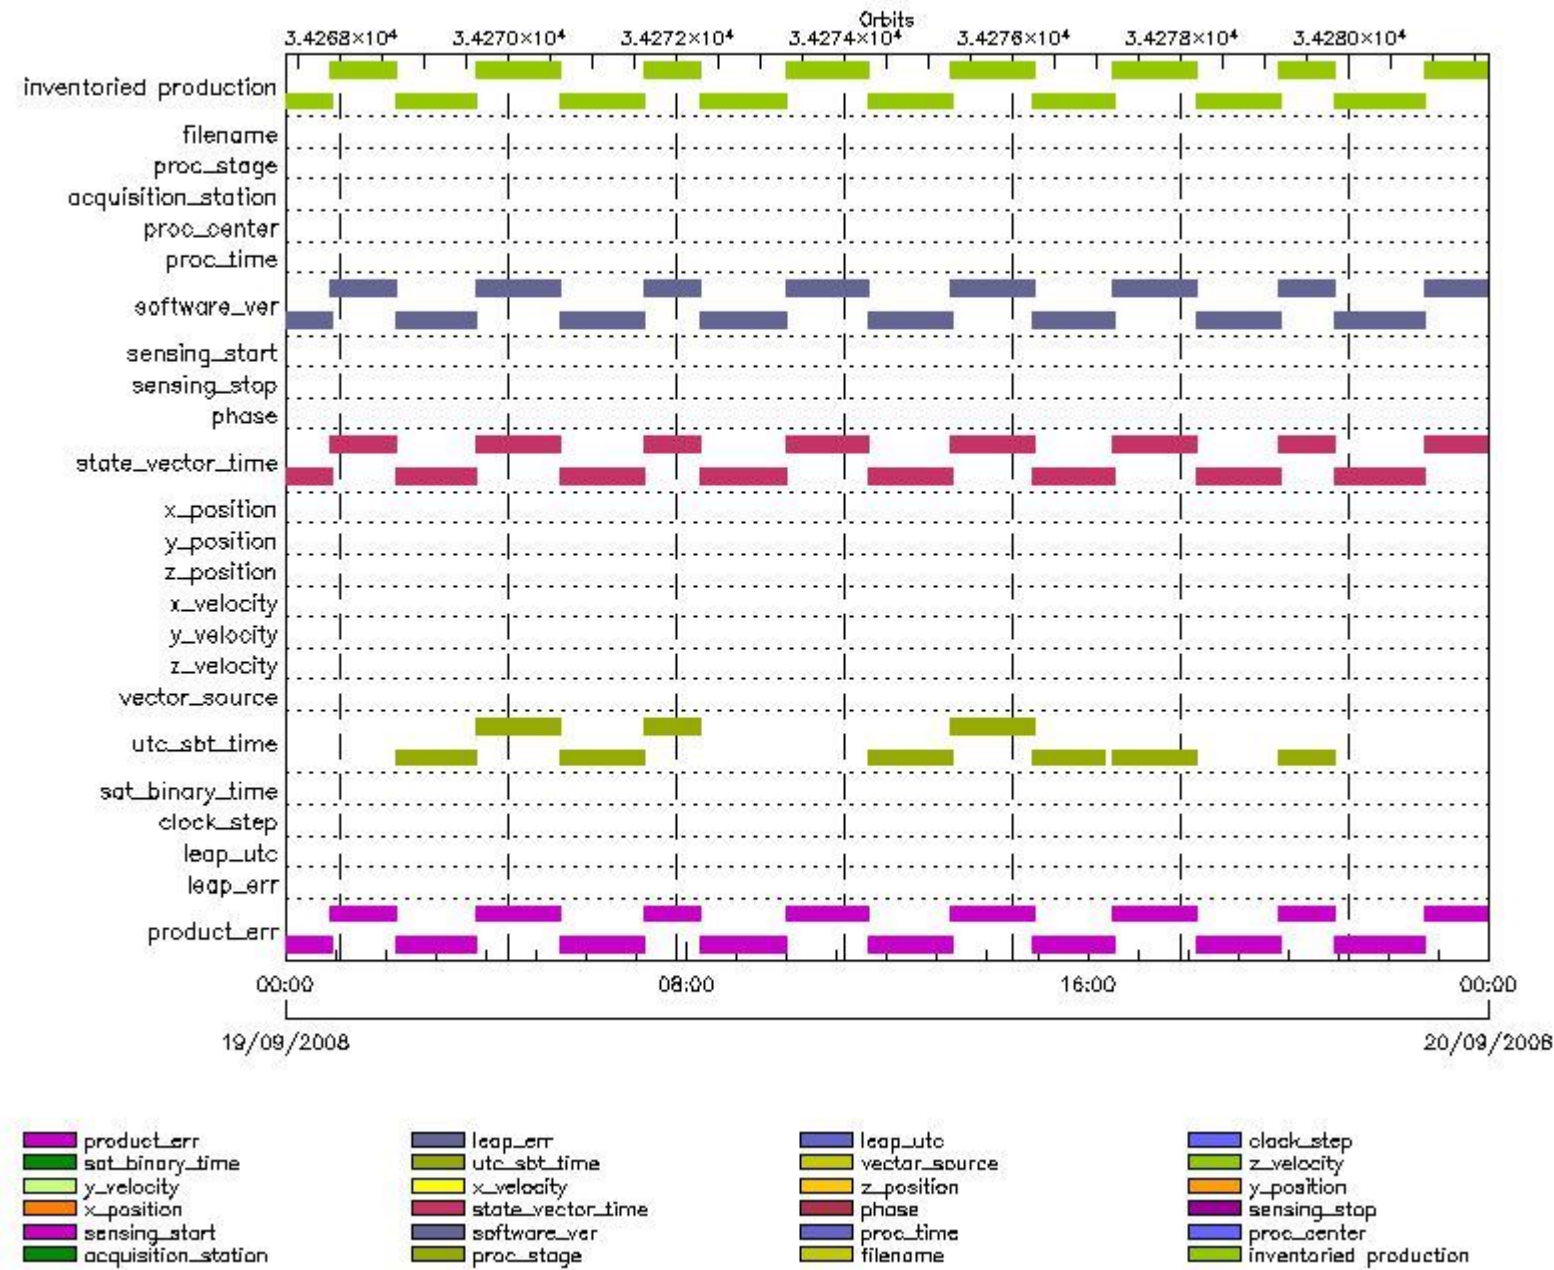 Orbits
3.4268×10⁴ 3.4270×10⁴ 3.4272×10⁴ 3.4274×10⁴ 3.4276×10⁴ 3.4278×10⁴ 3.4280×10⁴
inventoried production
filename
proc_stage
acquisition_station
proc_center
proc_time
software_ver
sensing_start
sensing_stop
phase
state_vector_time
x_position
y_position
z_position
x_velocity
y_velocity
z_velocity
vector_source
utc_sbt_time
sat_binary_time
clock_step
leap_utc
leap_err
product_err
00:00 08:00 16:00 00:00
19/09/2008 20/09/2008
product_err leap_err leap_utc clock_step
sat_binary_time utc_sbt_time vector_source z_velocity
y_velocity x_velocity z_position y_position
x_position state_vector_time phase sensing_stop
sensing_start software_ver proc_time proc_center
acquisition_station proc_stage filename inventoried production